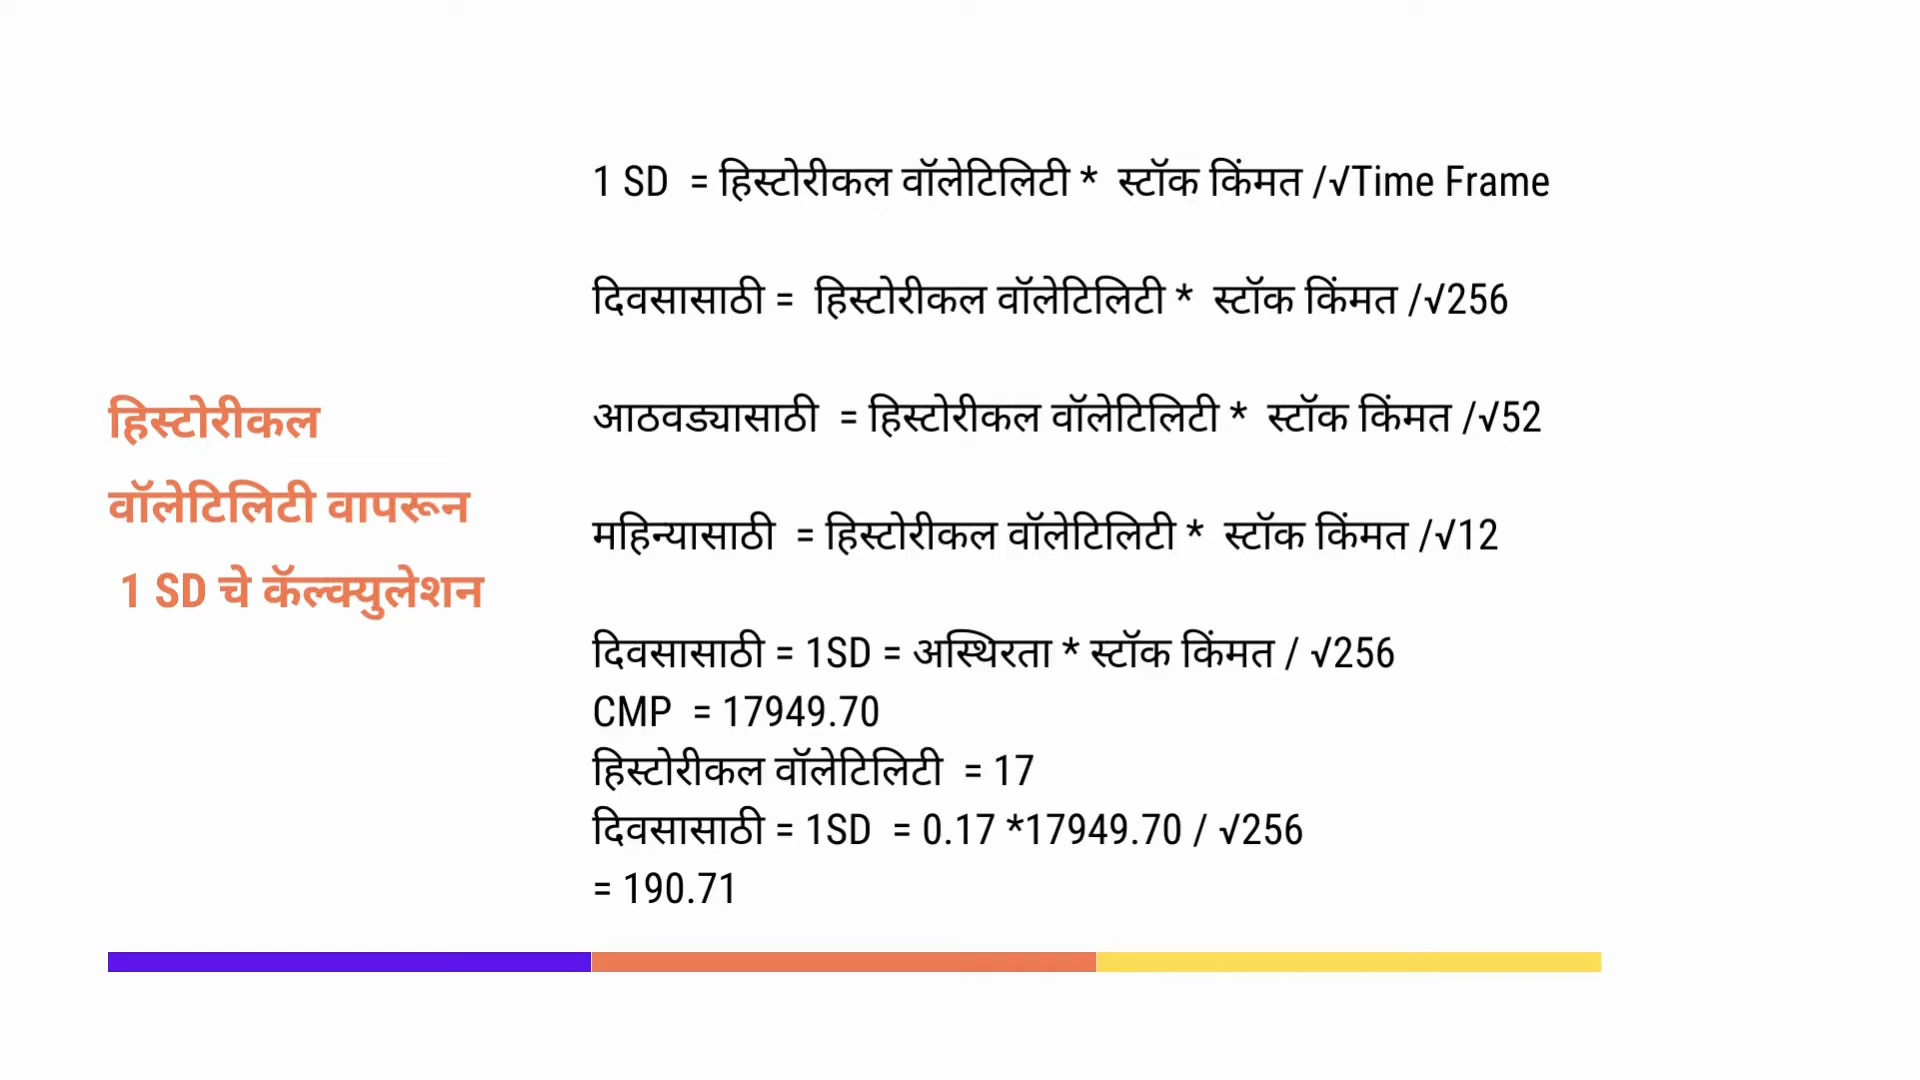 हिस्टोरीकल
वॉलेटिलिटी वापरून
1 SD चे कॅल्क्युलेशन
1 SD = हिस्टोरीकल वॉलेटिलिटी * स्टॉक किंमत /√Time Frame
दिवसासाठी = हिस्टोरीकल वॉलेटिलिटी * स्टॉक किंमत /√256
आठवड्यासाठी = हिस्टोरीकल वॉलेटिलिटी * स्टॉक किंमत /√52
महिन्यासाठी = हिस्टोरीकल वॉलेटिलिटी * स्टॉक किंमत /√12
दिवसासाठी = 1SD = अस्थिरता * स्टॉक किंमत / √256
CMP = 17949.70
हिस्टोरीकल वॉलेटिलिटी = 17
दिवसासाठी = 1SD = 0.17 *17949.70 / √256
= 190.71